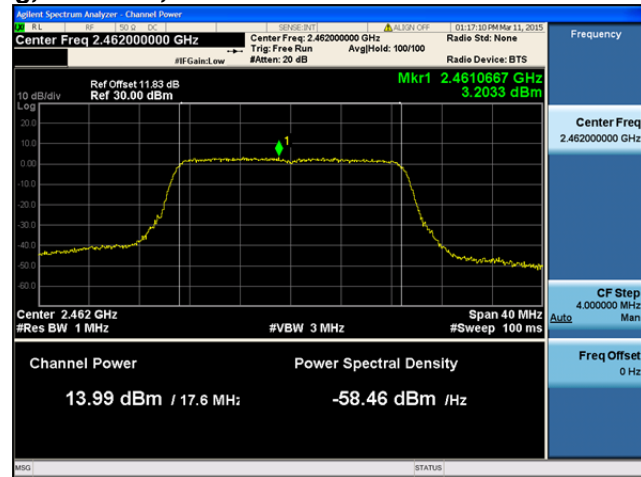 Agilent Spectrum Analyzer - Channel Power
RL RF 50 Ω DC SENSE:INT ALIGN OFF 01:17:10 PM Mar 11, 2015
Center Freq 2.462000000 GHz
Center Freq: 2.462000000 GHz
Radio Std: None
Trig: Free Run Avg|Hold: 100/100
#IFGain:Low #Atten: 20 dB Radio Device: BTS
Ref Offset 11.83 dB
10 dB/div Ref 30.00 dBm
Mkr1 2.4610667 GHz
3.2033 dBm
Log
20.0
10.0
0.00
-10.0
-20.0
-30.0
-40.0
-50.0
-60.0
1
Center 2.462 GHz Span 40 MHz
#Res BW 1 MHz #VBW 3 MHz #Sweep 100 ms
Channel Power Power Spectral Density
13.99 dBm / 17.6 MHz -58.46 dBm /Hz
MSG STATUS
Frequency
Center Freq
2.462000000 GHz
CF Step
4.000000 MHz
Auto Man
Freq Offset
0 Hz